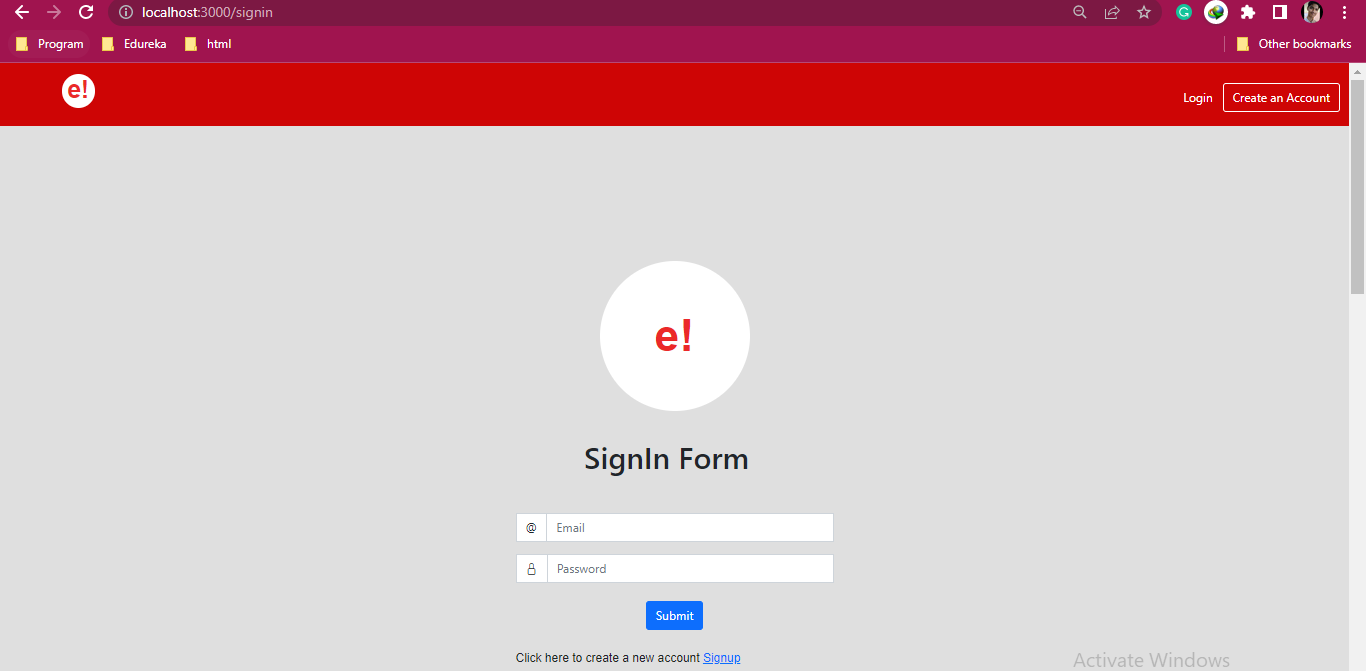 localhost:3000/signin
Program Edureka html Other bookmarks
e! Login Create an Account
e!
SignIn Form
@ Email
Password
Submit
Click here to create a new account Signup
Activate Windows